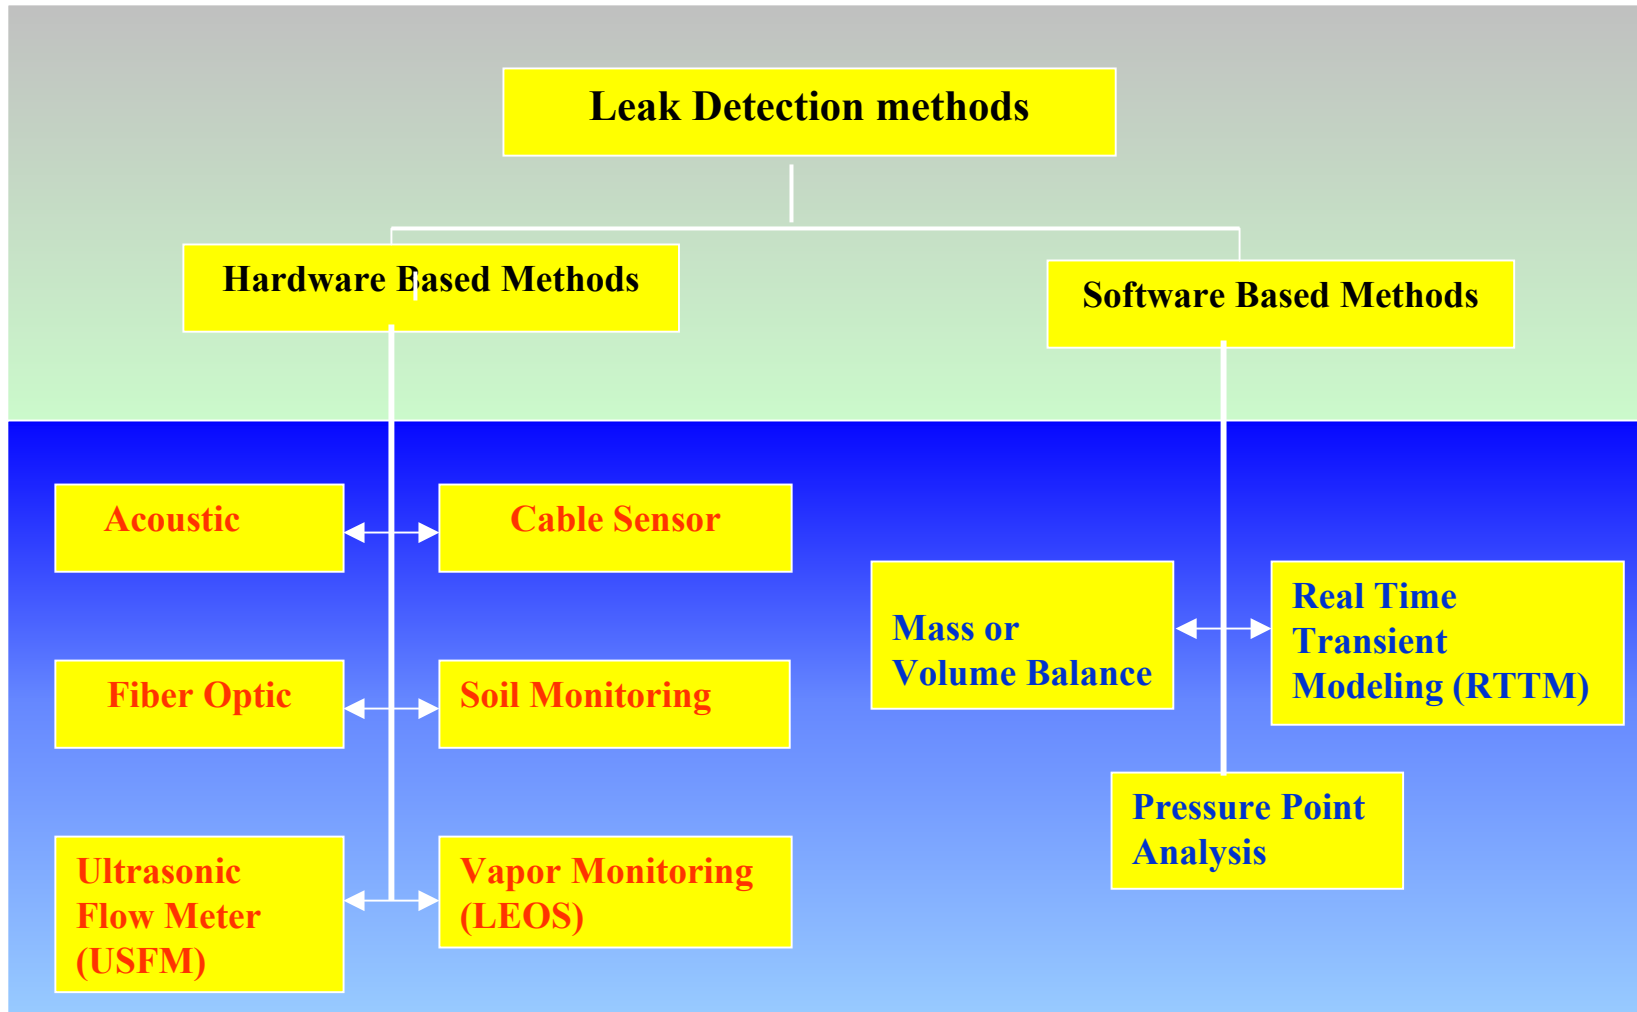 Leak Detection methods
Hardware Based Methods
Software Based Methods
Acoustic
Cable Sensor
Fiber Optic
Soil Monitoring
Ultrasonic
Flow Meter
(USFM)
Vapor Monitoring
(LEOS)
Mass or
Volume Balance
Real Time
Transient
Modeling (RTTM)
Pressure Point
Analysis